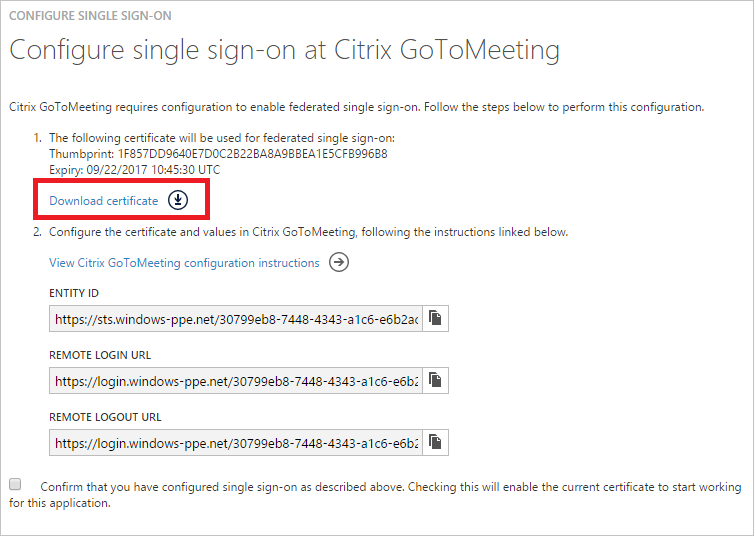 CONFIGURE SINGLE SIGN-ON
Configure single sign-on at Citrix GoToMeeting
Citrix GoToMeeting requires configuration to enable federated single sign-on. Follow the steps below to perform this configuration.
1. The following certificate will be used for federated single sign-on:
Thumbprint: 1F857DD9640E7D0C2B22BA8A9BBEA1E5CFB996B8
Expiry: 09/22/2017 10:45:30 UTC
Download certificate
2. Configure the certificate and values in Citrix GoToMeeting, following the instructions linked below.
View Citrix GoToMeeting configuration instructions
ENTITY ID
https://sts.windows-ppe.net/30799eb8-7448-4343-a1c6-e6b2ac
REMOTE LOGIN URL
https://login.windows-ppe.net/30799eb8-7448-4343-a1c6-e6b2
REMOTE LOGOUT URL
https://login.windows-ppe.net/30799eb8-7448-4343-a1c6-e6b2
Confirm that you have configured single sign-on as described above. Checking this will enable the current certificate to start working
for this application.